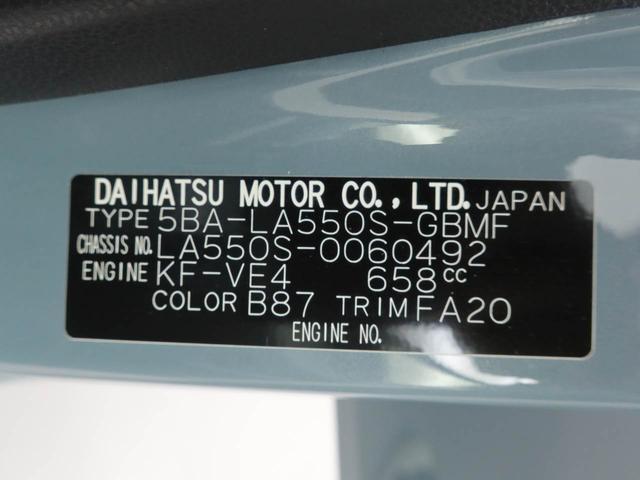 DAIHATSU MOTOR CO., LTD. JAPAN
TYPE 5BA-LA550S-GBMF
CHASSIS NO. LA550S-0060492
ENGINE KF-VE4 658cc
COLOR B87 TRIM FA20
ENGINE NO.